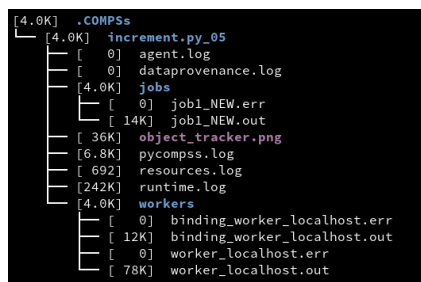 [4.0K]  .COMPSs
└── [4.0K]  increment.py_05
    ├── [   0]  agent.log
    ├── [   0]  dataprovenance.log
    ├── [4.0K]  jobs
    │   ├── [   0]  job1_NEW.err
    │   └── [ 14K]  job1_NEW.out
    ├── [ 36K]  object_tracker.png
    ├── [6.8K]  pycompss.log
    ├── [ 692]  resources.log
    ├── [242K]  runtime.log
    └── [4.0K]  workers
        ├── [   0]  binding_worker_localhost.err
        ├── [ 12K]  binding_worker_localhost.out
        ├── [   0]  worker_localhost.err
        └── [ 78K]  worker_localhost.out